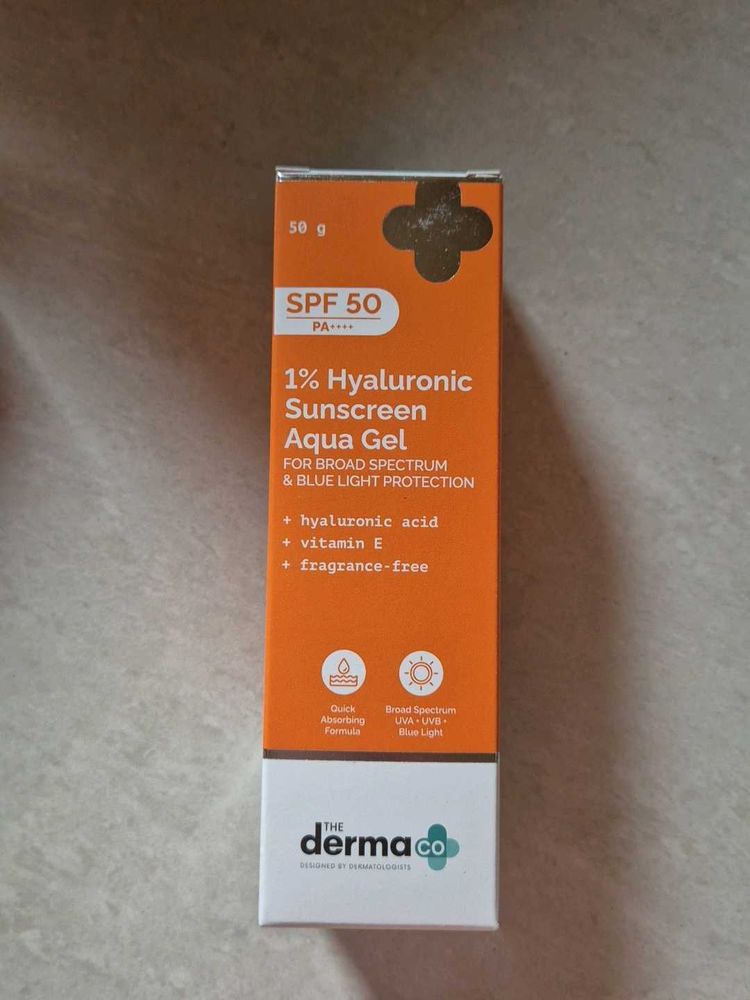 50 g
SPF 50
PA++++
1% Hyaluronic
Sunscreen
Aqua Gel
FOR BROAD SPECTRUM
& BLUE LIGHT PROTECTION
+ hyaluronic acid
+ vitamin E
+ fragrance-free
Quick
Absorbing
Formula
Broad Spectrum
UVA + UVB +
Blue Light
THE
derma co
DESIGNED BY DERMATOLOGISTS